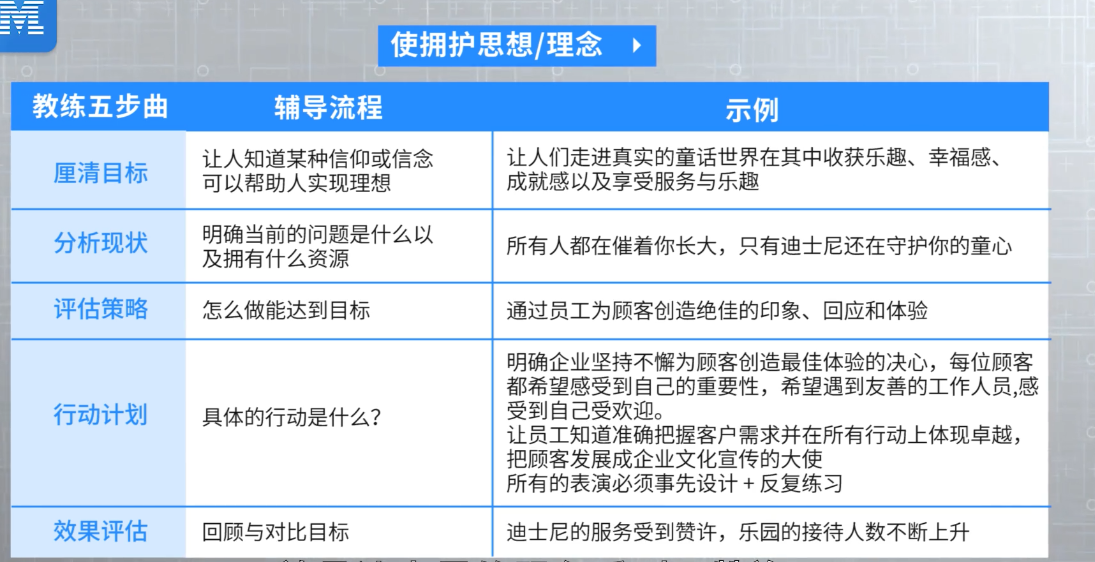 使拥护思想/理念
教练五步曲 辅导流程 示例
厘清目标
让人知道某种信仰或信念
可以帮助人实现理想
让人们走进真实的童话世界在其中收获乐趣、幸福感、
成就感以及享受服务与乐趣
分析现状
明确当前的问题是什么以
及拥有什么资源
所有人都在催着你长大，只有迪士尼还在守护你的童心
评估策略
怎么做能达到目标
通过员工为顾客创造绝佳的印象、回应和体验
行动计划
具体的行动是什么？
明确企业坚持不懈为顾客创造最佳体验的决心，每位顾客
都希望感受到自己的重要性，希望遇到友善的工作人员,感
受到自己受欢迎。
让员工知道准确把握客户需求并在所有行动上体现卓越，
把顾客发展成企业文化宣传的大使
所有的表演必须事先设计+反复练习
效果评估
回顾与对比目标
迪士尼的服务受到赞许，乐园的接待人数不断上升